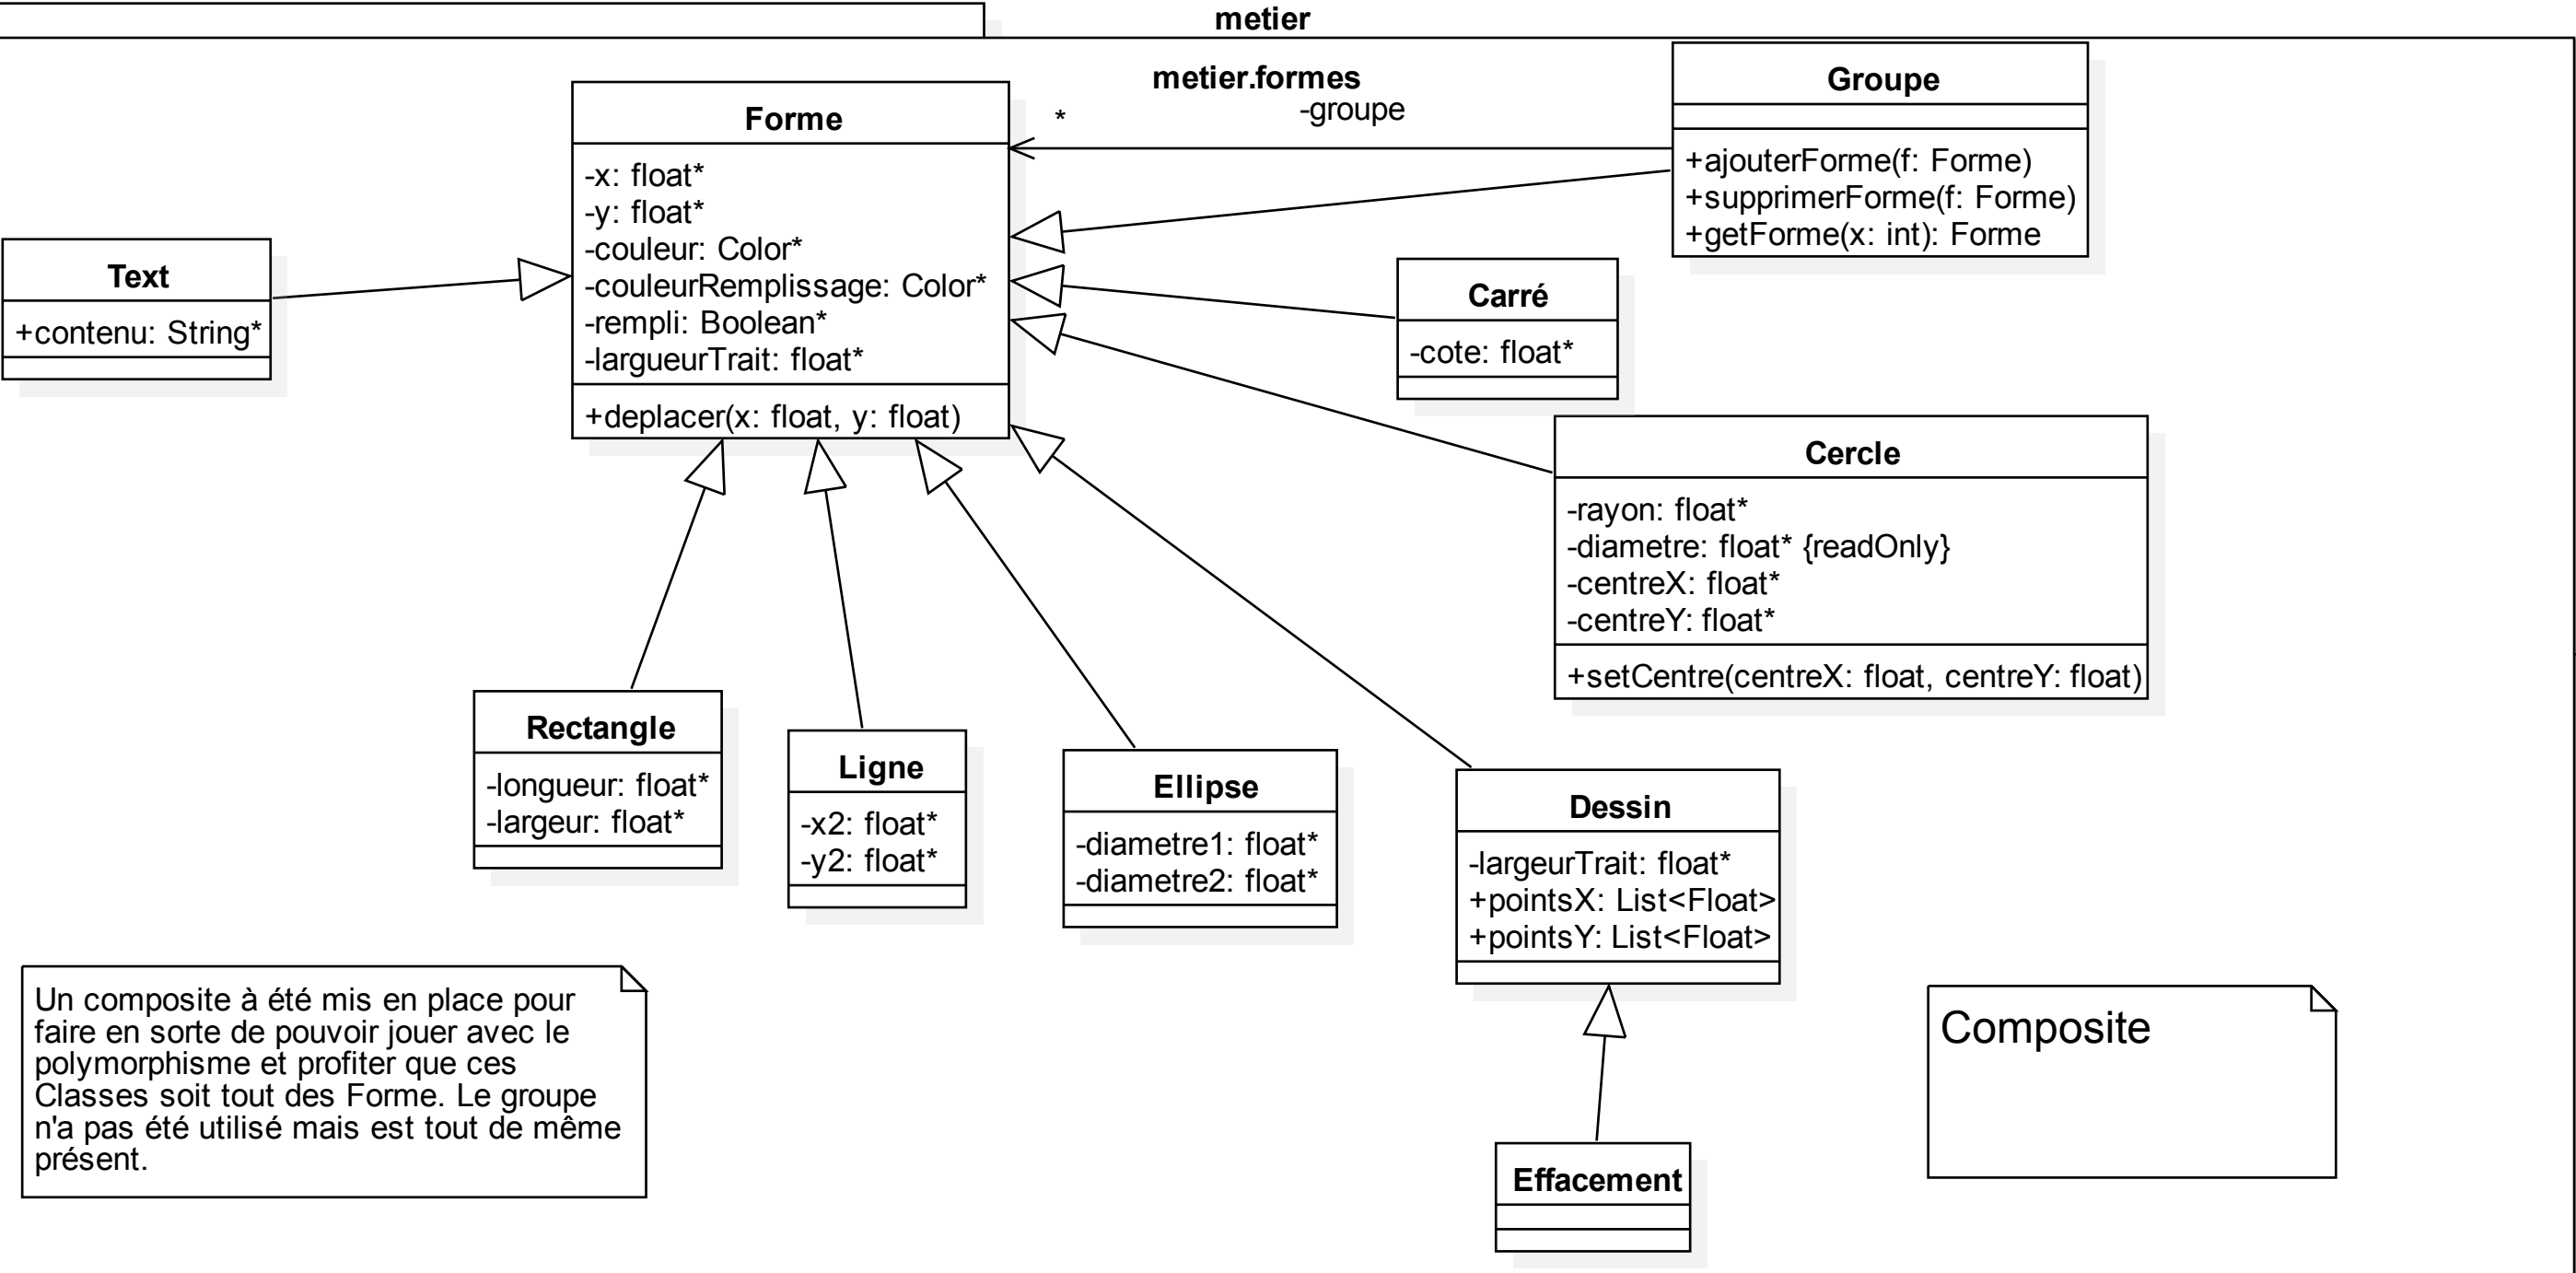 metier
metier.formes
*
-groupe
Groupe
+ajouterForme(f: Forme)
+supprimerForme(f: Forme)
+getForme(x: int): Forme
Forme
-x: float*
-y: float*
-couleur: Color*
-couleurRemplissage: Color*
-rempli: Boolean*
-largueurTrait: float*
+deplacer(x: float, y: float)
Text
+contenu: String*
Carré
-cote: float*
Cercle
-rayon: float*
-diametre: float* {readOnly}
-centreX: float*
-centreY: float*
+setCentre(centreX: float, centreY: float)
Rectangle
-longueur: float*
-largeur: float*
Ligne
-x2: float*
-y2: float*
Ellipse
-diametre1: float*
-diametre2: float*
Dessin
-largeurTrait: float*
+pointsX: List<Float>
+pointsY: List<Float>
Un composite à été mis en place pour
faire en sorte de pouvoir jouer avec le
polymorphisme et profiter que ces
Classes soit tout des Forme. Le groupe
n'a pas été utilisé mais est tout de même
présent.
Composite
Effacement